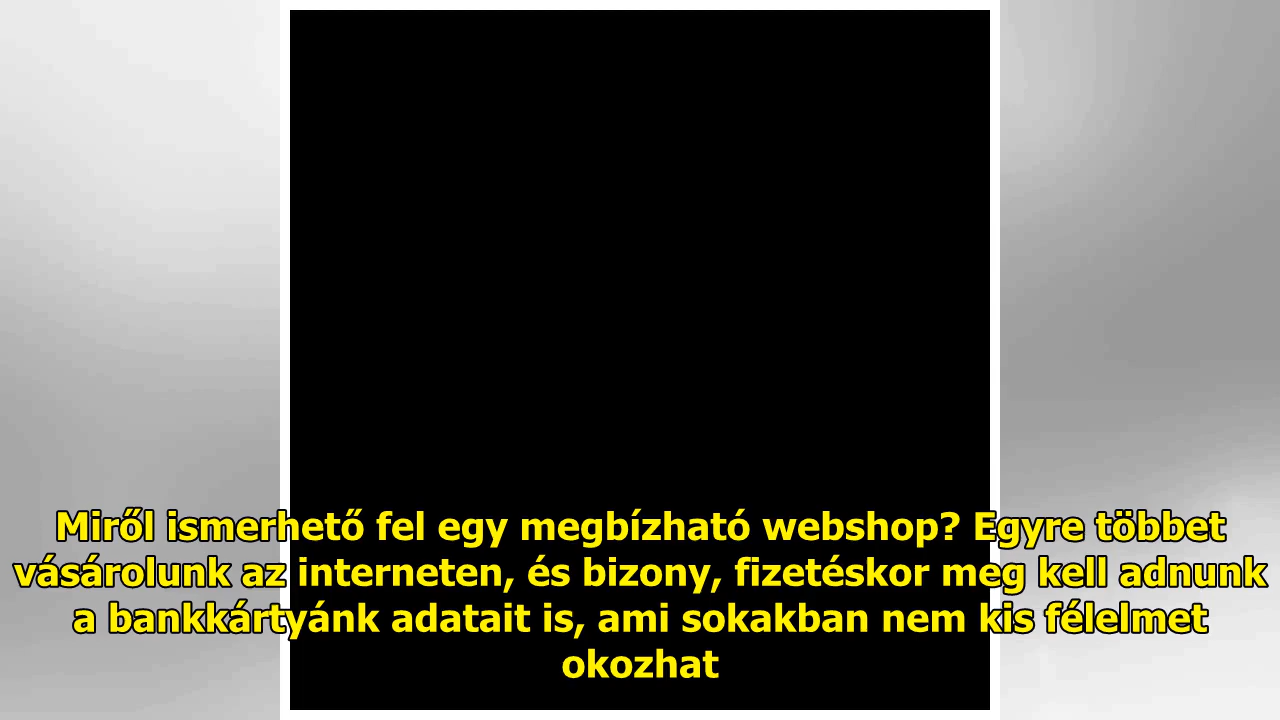 Miről ismerhető fel egy megbízható webshop? Egyre többet
vásárolunk az interneten, és bizony, fizetéskor meg kell adnunk
a bankkártyánk adatait is, ami sokakban nem kis félelmet
okozhat